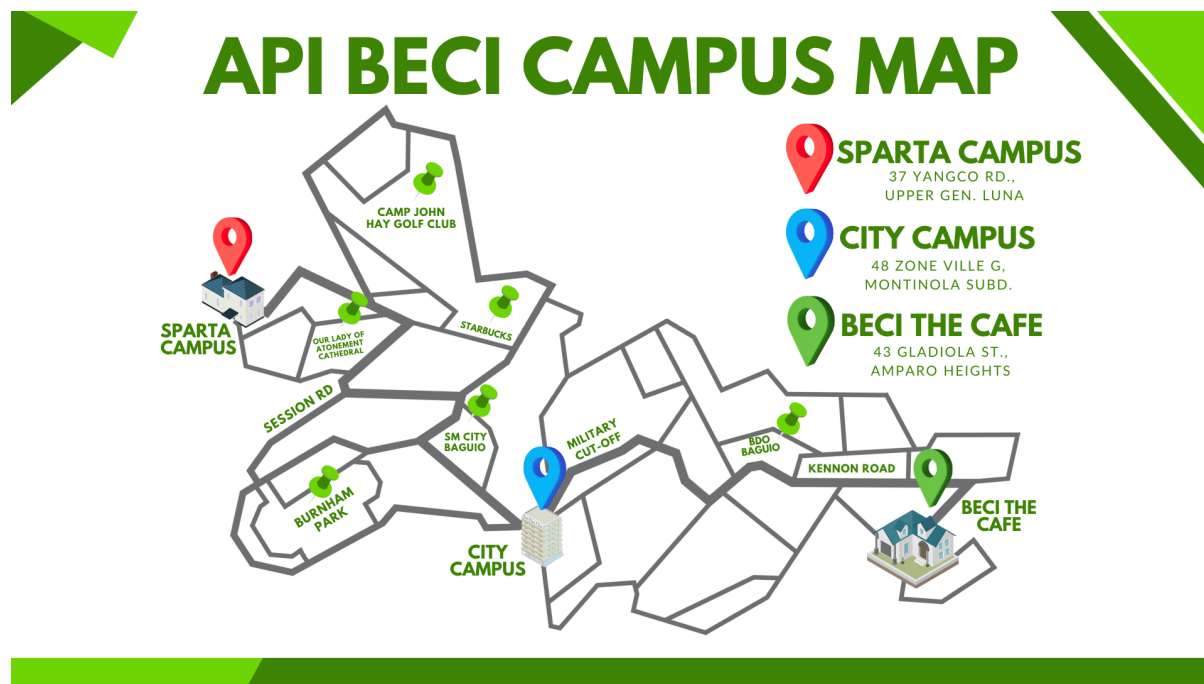 API BECI CAMPUS MAP
SPARTA CAMPUS
37 YANGCO RD.,
UPPER GEN. LUNA
CITY CAMPUS
48 ZONE VILLE G,
MONTINOLA SUBD.
BECI THE CAFE
43 GLADIOLA ST.,
AMPARO HEIGHTS
CAMP JOHN
HAY GOLF CLUB
SPARTA
CAMPUS
OUR LADY OF
ATONEMENT
CATHEDRAL
STARBUCKS
SESSION RD
SM CITY
BAGUIO
MILITARY
CUT-OFF
BDO
BAGUIO
KENNON ROAD
BURNHAM
PARK
CITY
CAMPUS
BECI THE
CAFE